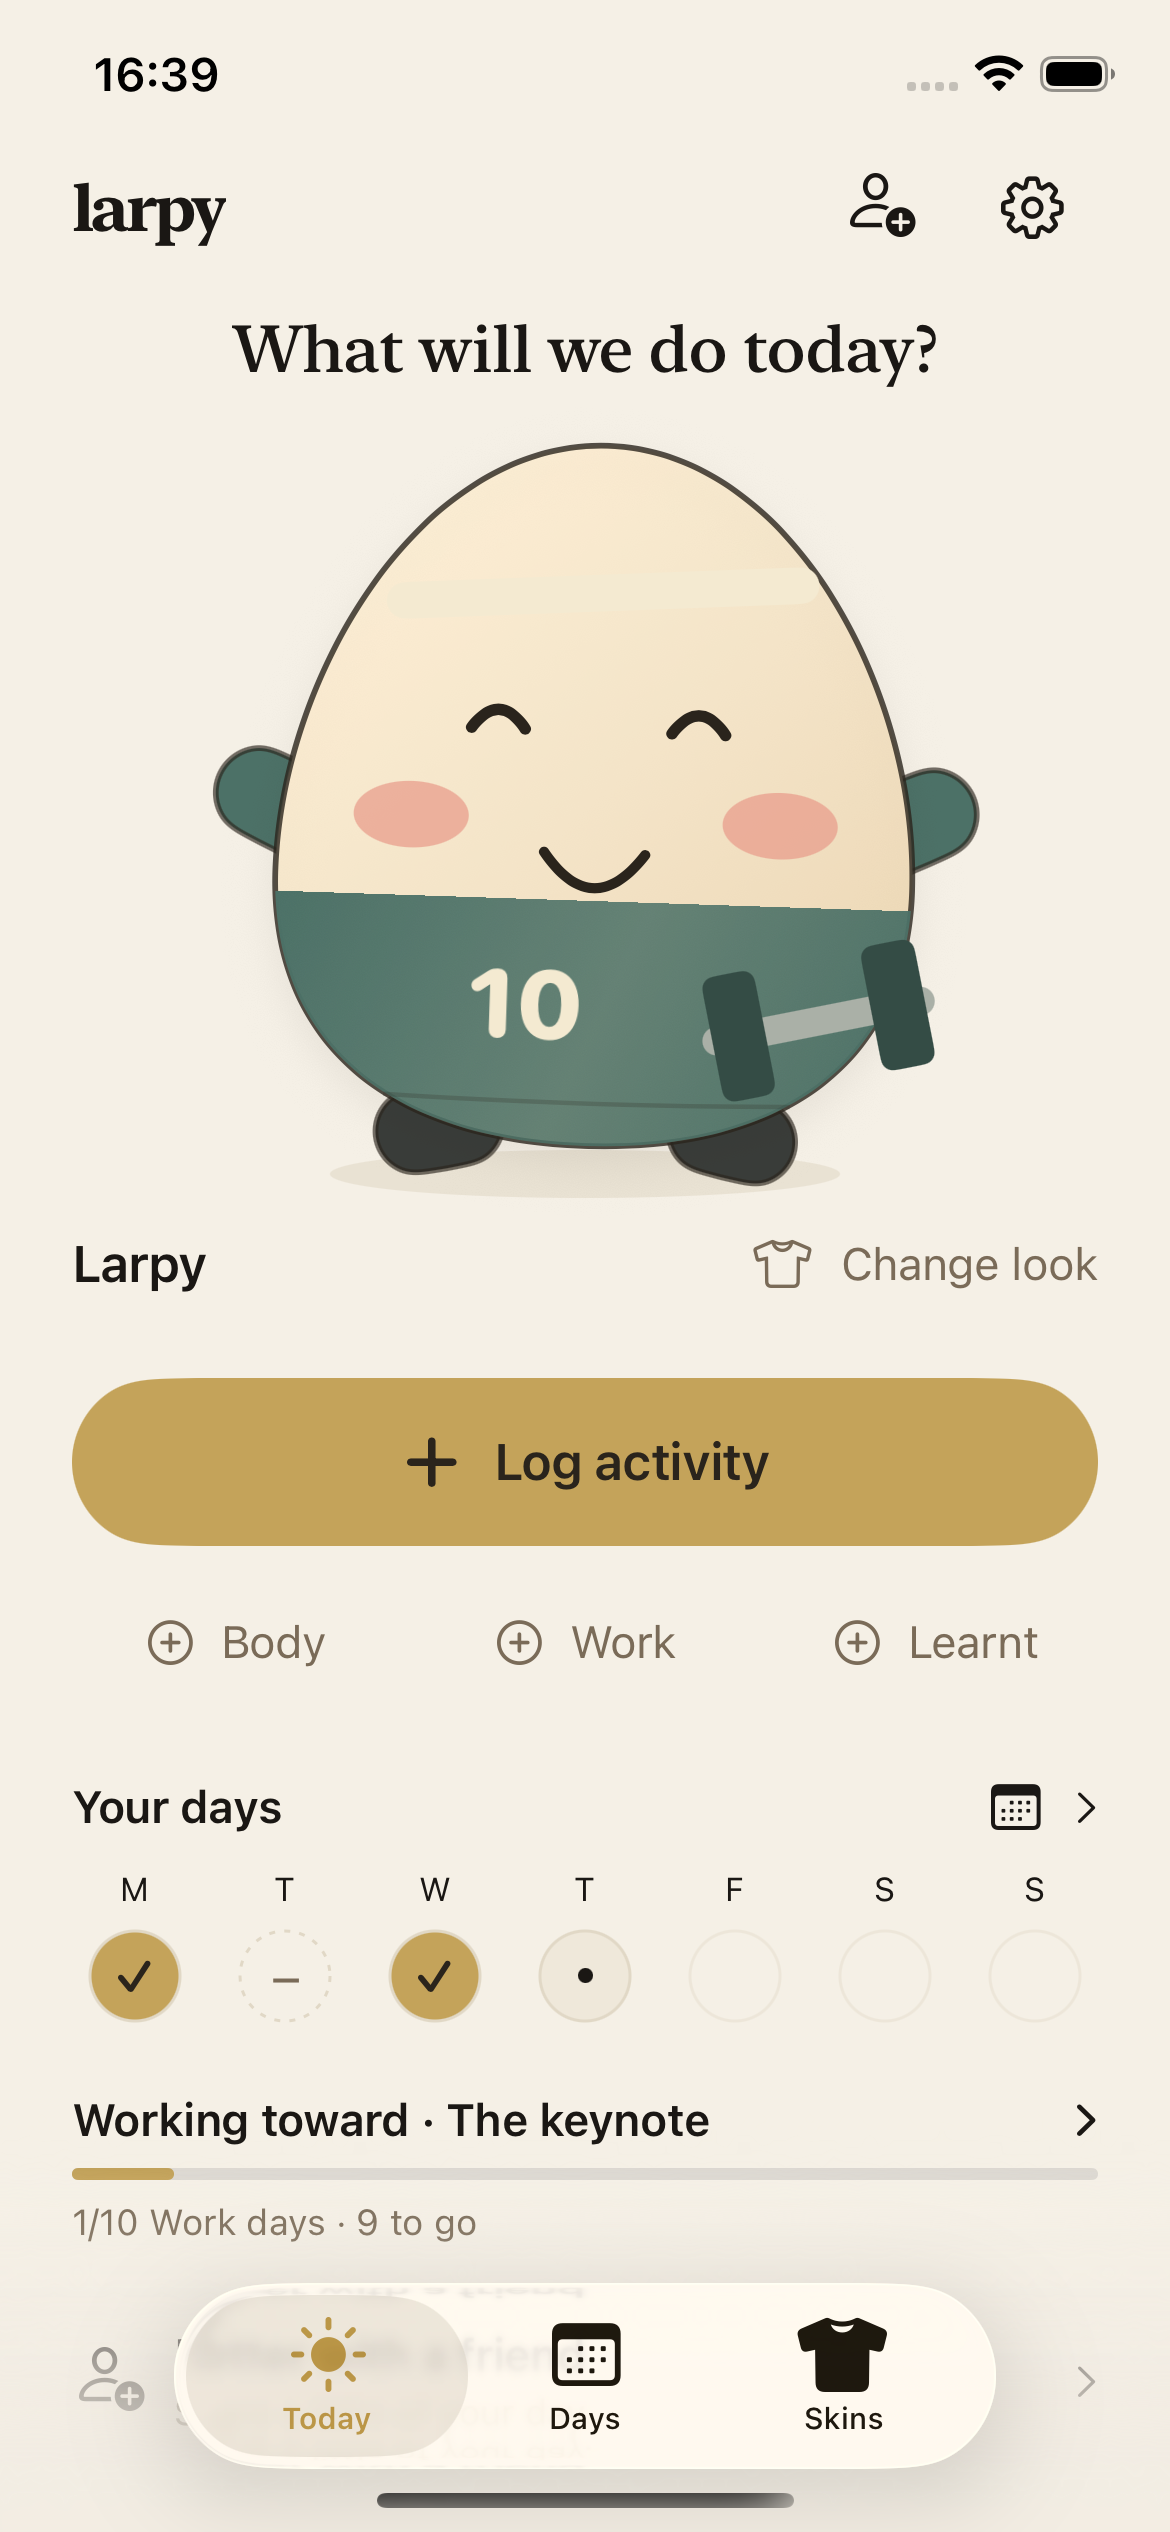 16:39
larpy
What will we do today?
10
Larpy
Change look
Log activity
Body
Work
Learnt
Your days
M T W T F S S
Working toward · The keynote
1/10 Work days · 9 to go
a friend
Today
Days
Skins